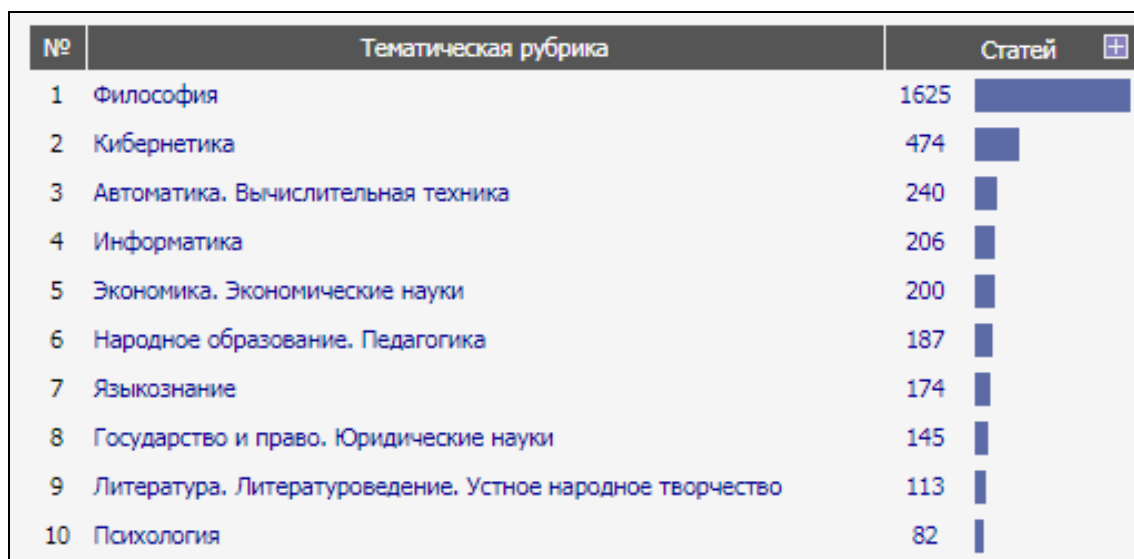 № Тематическая рубрика Статей
1 Философия 1625
2 Кибернетика 474
3 Автоматика. Вычислительная техника 240
4 Информатика 206
5 Экономика. Экономические науки 200
6 Народное образование. Педагогика 187
7 Языкознание 174
8 Государство и право. Юридические науки 145
9 Литература. Литературоведение. Устное народное творчество 113
10 Психология 82